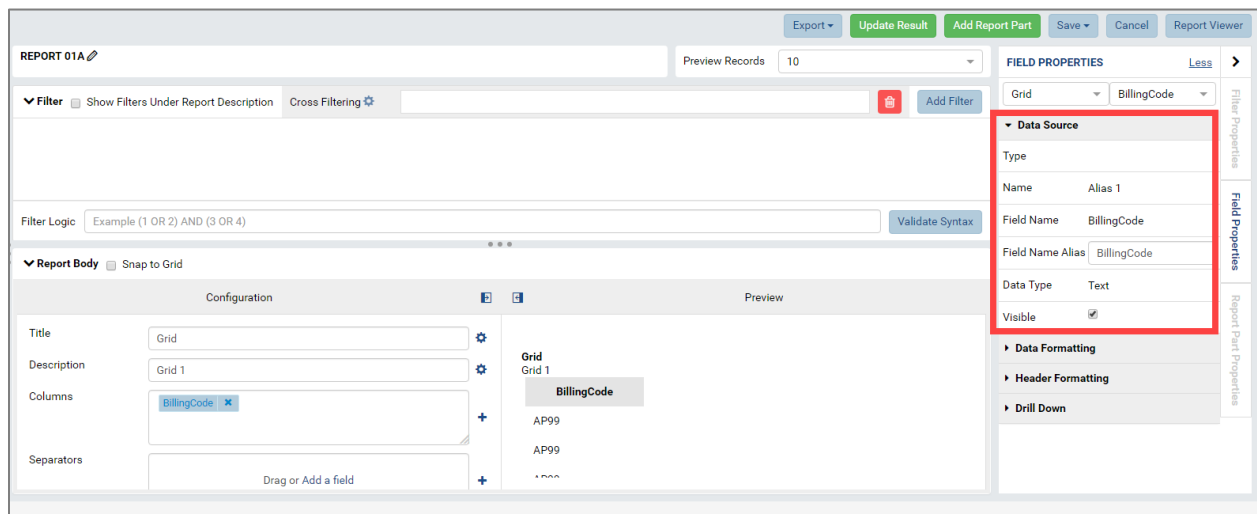 Export Update Result Add Report Part Save Cancel Report Viewer
REPORT 01A
Preview Records 10
FIELD PROPERTIES Less
Grid BillingCode
Filter Show Filters Under Report Description Cross Filtering Add Filter
Data Source
Type
Name Alias 1
Field Name BillingCode
Field Name Alias BillingCode
Data Type Text
Visible
Data Formatting
Header Formatting
Drill Down
Filter Properties
Field Properties
Report Part Properties
Filter Logic Example (1 OR 2) AND (3 OR 4) Validate Syntax
Report Body Snap to Grid
Configuration Preview
Title Grid
Description Grid 1
Columns BillingCode
Separators Drag or Add a field
Grid
Grid 1
BillingCode
AP99
AP99
AP99